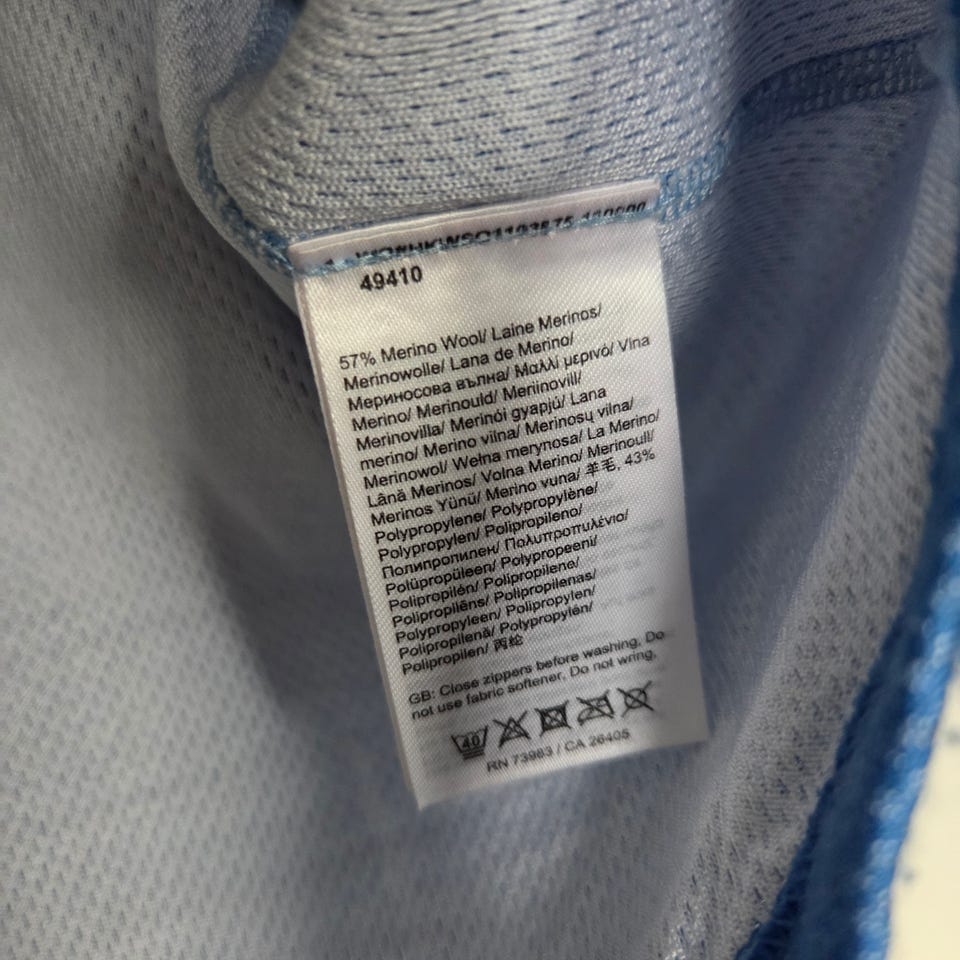 49410
57% Merino Wool/ Laine Merinos/
Merinowolle/ Lana de Merino/
Мериносова вълна/ Μαλλί μερινό/ Vlna
Merino/ Merinould/ Meriinovill/
Merinovilla/ Merinói gyapjú/ Lana
merino/ Merino vilna/ Merinosų vilna/
Merinowol/ Wełna merynosa/ La Merino/
Lână Merinos/ Volna Merino/ Merinoull/
Merinos Yünü/ Merino vuna/ 羊毛, 43%
Polypropylene/ Polypropylène/
Polypropylen/ Polipropileno/
Полипропилен/ Πολυπροπυλένιο/
Polüpropüleen/ Polypropeeni/
Polipropilén/ Polipropilene/
Polipropilēns/ Polipropilenas/
Polypropyleen/ Polipropylen/
Polipropilenă/ Polypropylén/
Polipropilen/ 丙纶
GB: Close zippers before washing. Do
not use fabric softener. Do not wring.
40
RN 73983 / CA 26405